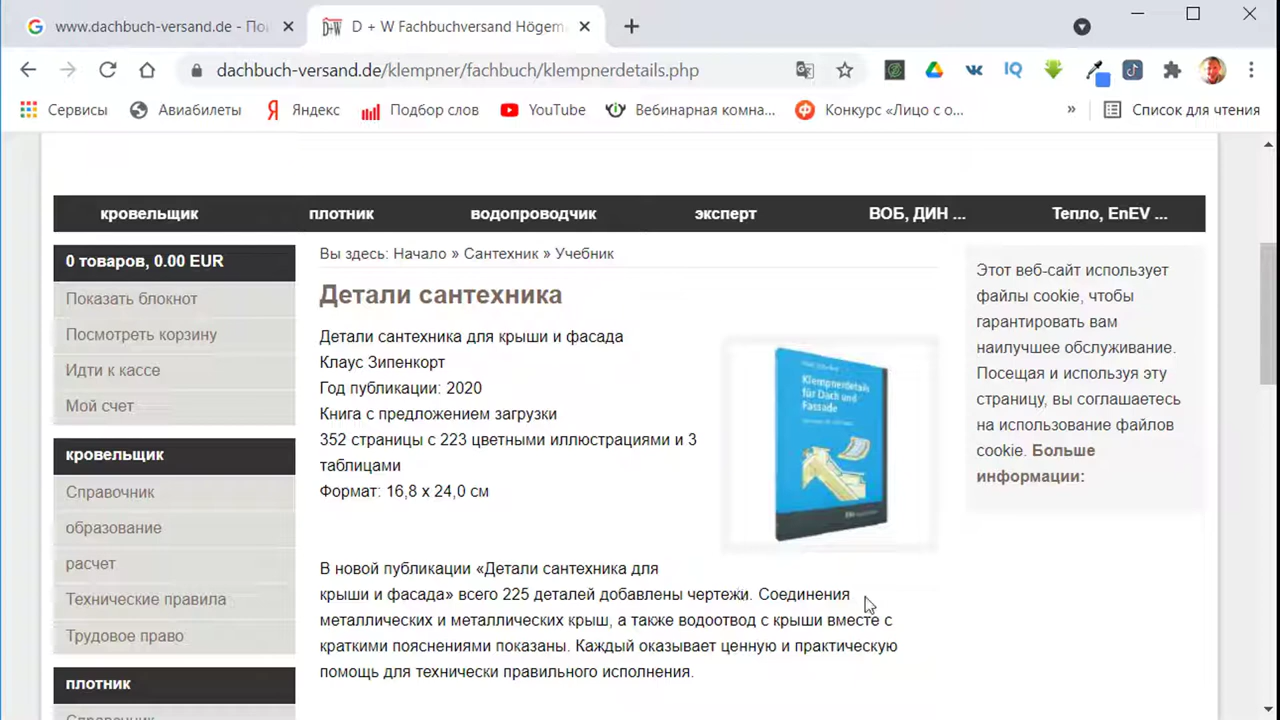 www.dachbuch-versand.de - По
D + W Fachbuchversand Högem
dachbuch-versand.de/klempner/fachbch/klempnerdetails.php
Сервисы
Авиабилеты
Яндекс
Подбор слов
YouTube
Вебинарная комна...
Конкурс «Лицо с о...
»
Список для чтения
кровельщик
плотник
водопроводчик
эксперт
ВОБ, ДИН ...
Тепло, EnEV ...
0 товаров, 0.00 EUR
Показать блокнот
Посмотреть корзину
Идти к кассе
Мой счет
кровельщик
Справочник
образование
расчет
Технические правила
Трудовое право
плотник
Справочник
Вы здесь: Начало » Сантехник » Учебник
Детали сантехника
Детали сантехника для крыши и фасада
Клаус Зипенкорт
Год публикации: 2020
Книга с предложением загрузки
352 страницы с 223 цветными иллюстрациями и 3
таблицами
Формат: 16,8 x 24,0 см
Klempnerdetails
für Dach und
Fassade
В новой публикации «Детали сантехника для
крыши и фасада» всего 225 деталей добавлены чертежи. Соединения
металлических и металлических крыш, а также водоотвод с крыши вместе с
краткими пояснениями показаны. Каждый оказывает ценную и практическую
помощь для технически правильного исполнения.
Этот веб-сайт использует
файлы cookie, чтобы
гарантировать вам
наилучшее обслуживание.
Посещая и используя эту
страницу, вы соглашаетесь
на использование файлов
cookie. Больше
информации: